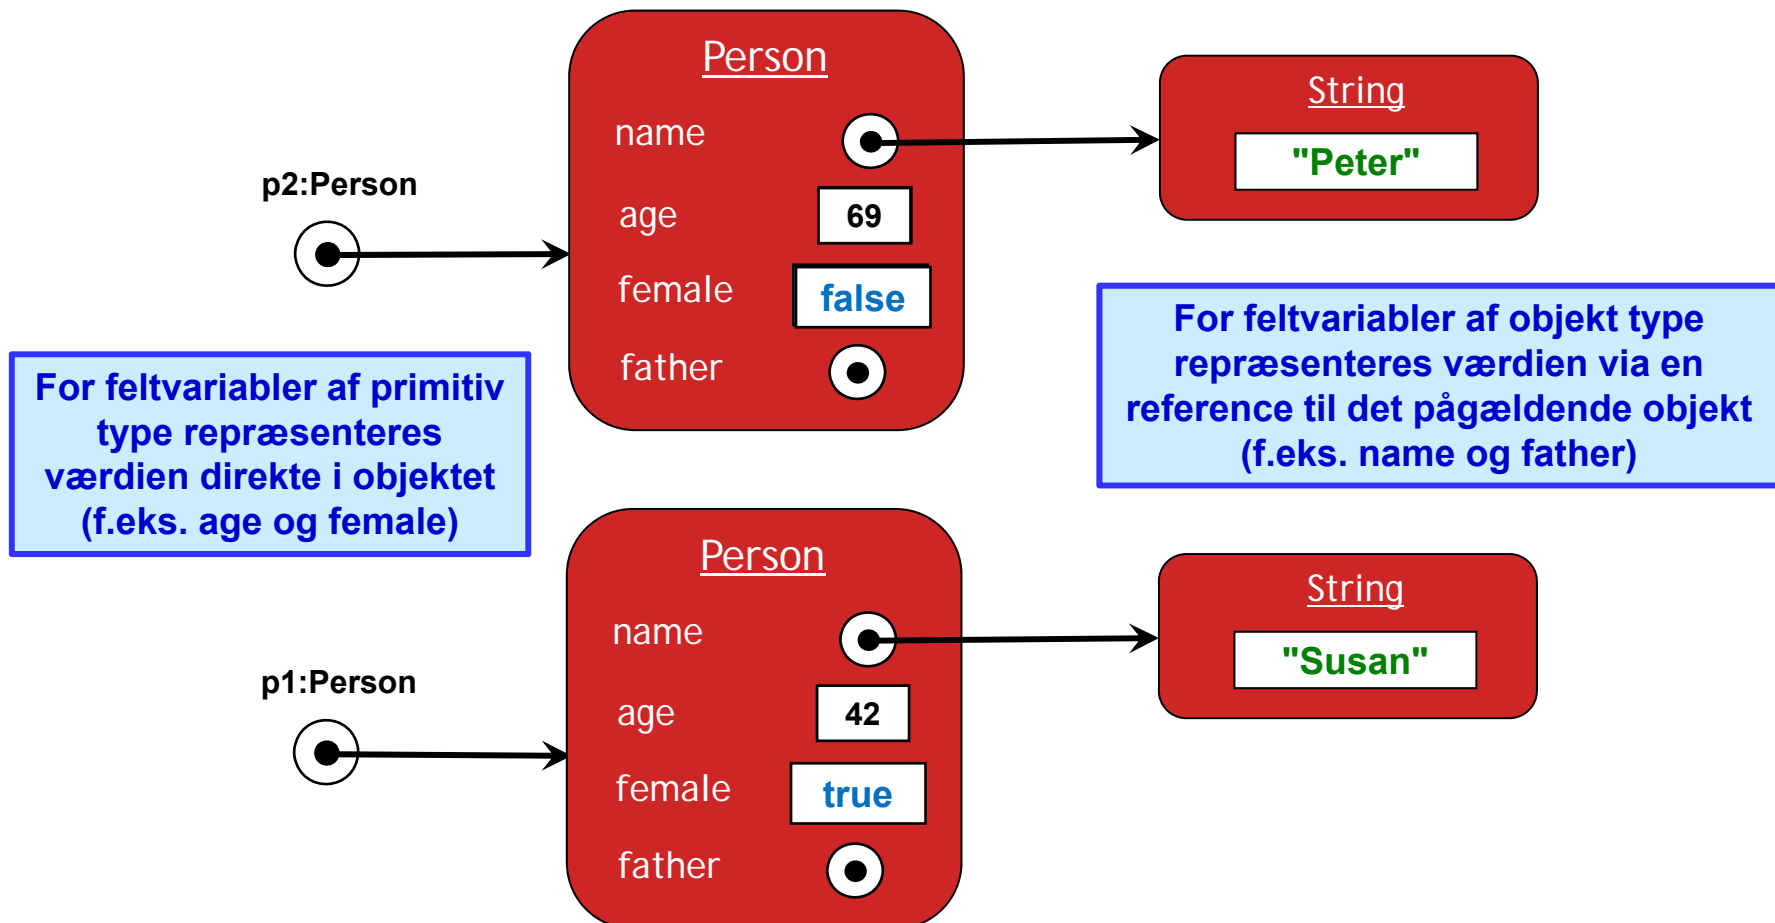 Person
name
age
69
female
false
father
p2:Person
String
"Peter"
For feltvariabler af primitiv
type repræsenteres
værdien direkte i objektet
(f.eks. age og female)
For feltvariabler af objekt type
repræsenteres værdien via en
reference til det pågældende objekt
(f.eks. name og father)
Person
name
age
42
female
true
father
p1:Person
String
"Susan"